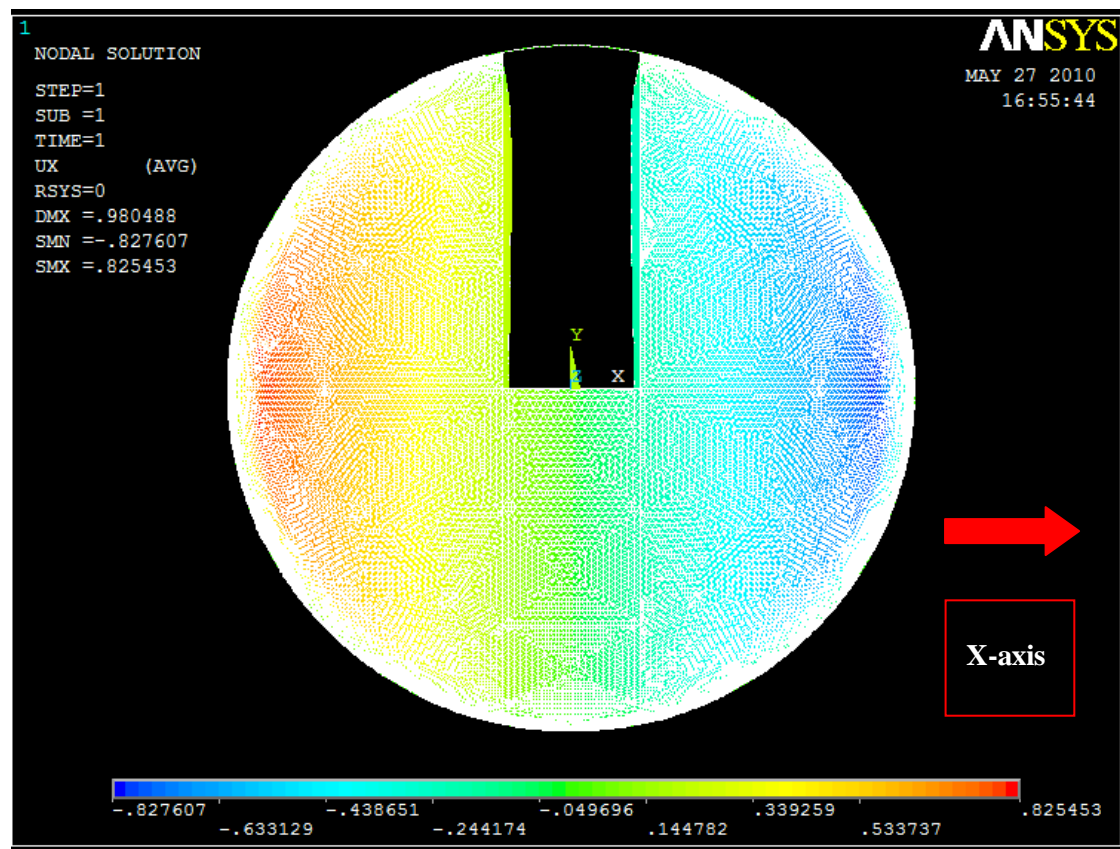 1
NODAL SOLUTION
STEP=1
SUB =1
TIME=1
UX (AVG)
RSYS=0
DMX =.980488
SMN =-.827607
SMX =.825453
ANSYS
MAY 27 2010
16:55:44
Y
Z X
X-axis
-.827607 -.438651 -.049696 .339259 .825453
-.633129 -.244174 .144782 .533737